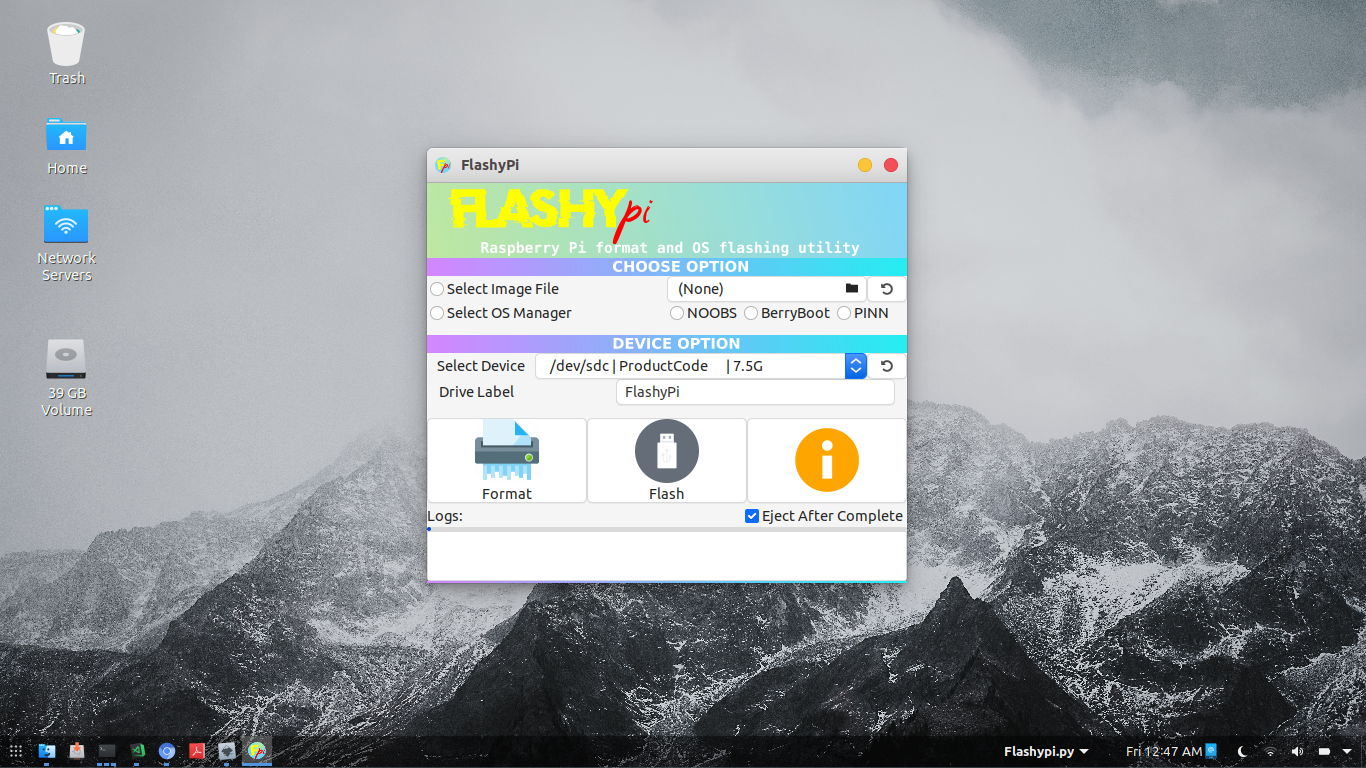 Trash
Home
Network
Servers
39 GB
Volume
FlashyPi
FLASHYpi
Raspberry Pi format and OS flashing utility
CHOOSE OPTION
Select Image File (None)
Select OS Manager NOOBS BerryBoot PINN
DEVICE OPTION
Select Device /dev/sdc | ProductCode | 7.5G
Drive Label FlashyPi
Format Flash
Logs: Eject After Complete
Flashypi.py Fri 12:47 AM